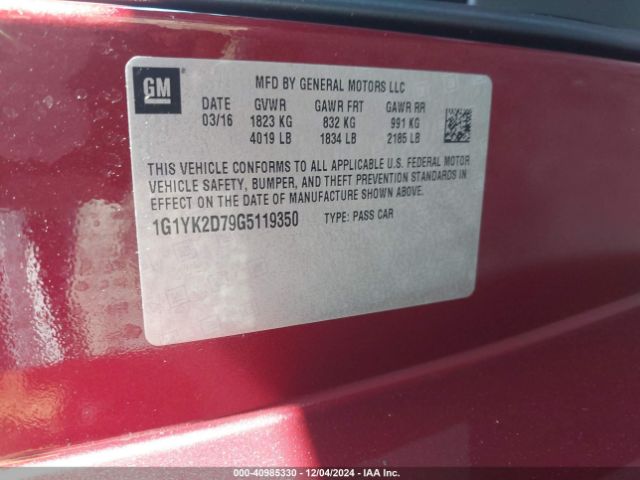 GM
MFD BY GENERAL MOTORS LLC
DATE GVWR GAWR FRT GAWR RR
03/16 1823 KG 832 KG 991 KG
4019 LB 1834 LB 2185 LB
THIS VEHICLE CONFORMS TO ALL APPLICABLE U.S. FEDERAL MOTOR
VEHICLE SAFETY, BUMPER, AND THEFT PREVENTION STANDARDS IN
EFFECT ON THE DATE OF MANUFACTURE SHOWN ABOVE.
1G1YK2D79G5119350 TYPE: PASS CAR
000-40985330 - 12/04/2024 - IAA Inc.